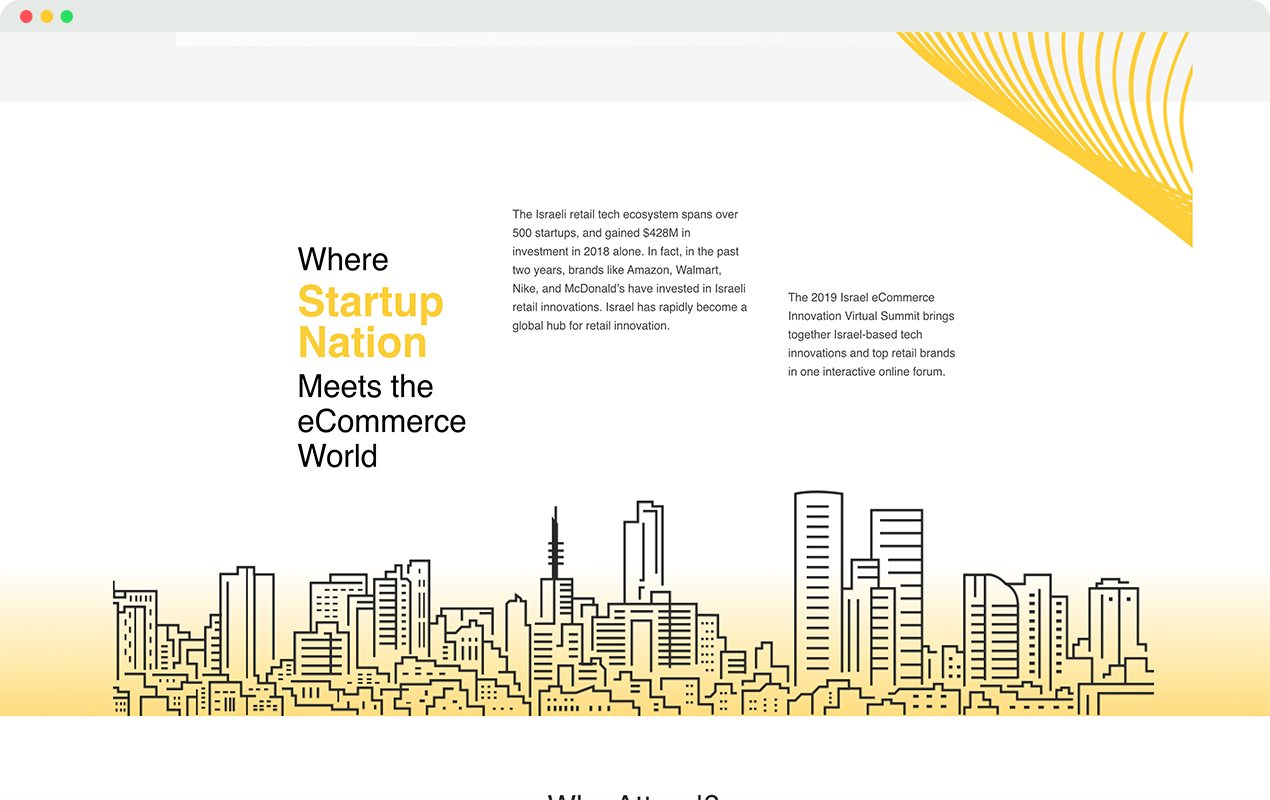 Where
Startup
Nation
Meets the
eCommerce
World
The Israeli retail tech ecosystem spans over
500 startups, and gained $428M in
investment in 2018 alone. In fact, in the past
two years, brands like Amazon, Walmart,
Nike, and McDonald's have invested in Israeli
retail innovations. Israel has rapidly become a
global hub for retail innovation.
The 2019 Israel eCommerce
Innovation Virtual Summit brings
together Israel-based tech
innovations and top retail brands
in one interactive online forum.